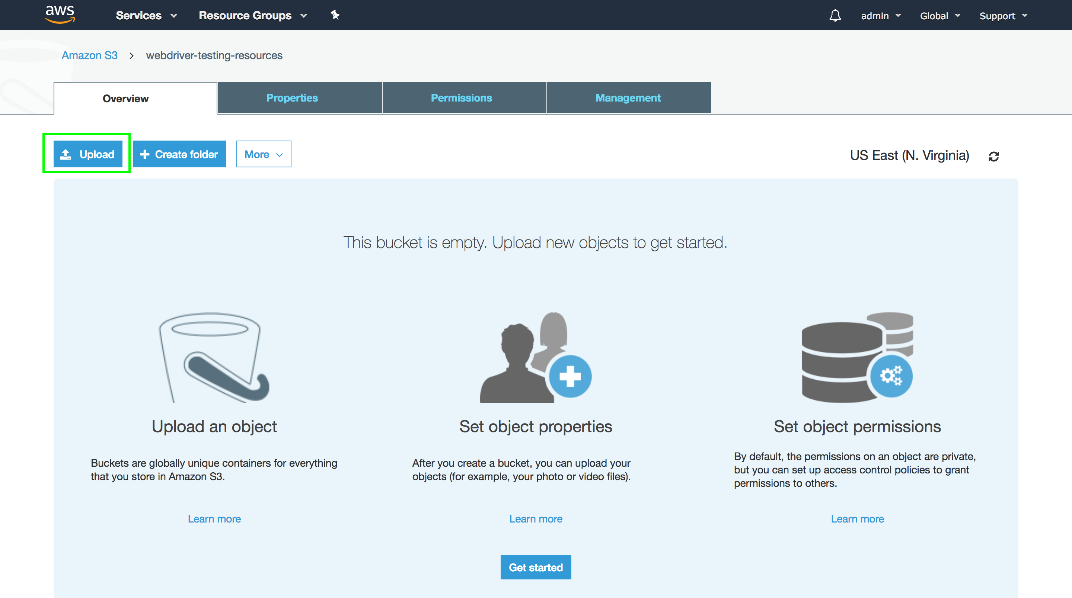 aws Services Resource Groups admin Global Support
Amazon S3 > webdriver-testing-resources
Overview Properties Permissions Management
Upload Create folder More US East (N. Virginia)
This bucket is empty. Upload new objects to get started.
Upload an object
Buckets are globally unique containers for everything
that you store in Amazon S3.
Learn more
Set object properties
After you create a bucket, you can upload your
objects (for example, your photo or video files).
Learn more
Set object permissions
By default, the permissions on an object are private,
but you can set up access control policies to grant
permissions to others.
Learn more
Get started